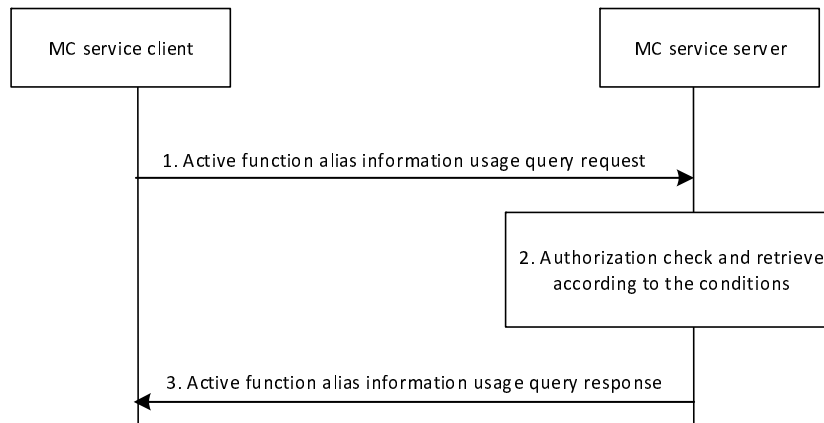 MC service client
MC service server
1. Active function alias information usage query request
2. Authorization check and retrieve
according to the conditions
3. Active function alias information usage query response